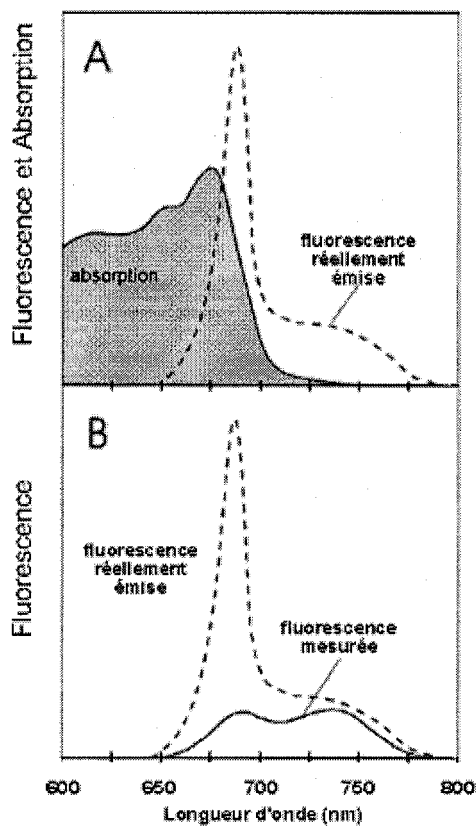 A
Fluorescence et Absorption
absorption
fluorescence
réellement
émise
B
Fluorescence
fluorescence
réellement
émise
fluorescence
mesurée
600 650 700 750 800
Longueur d'onde (nm)